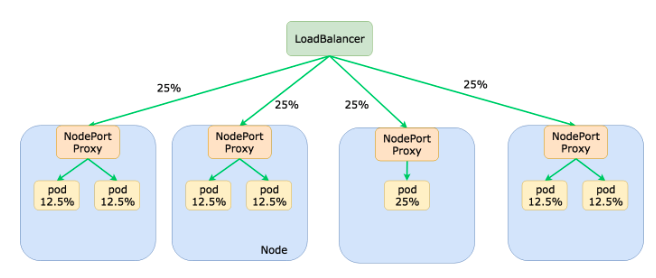 LoadBalancer
25%
25%
25%
25%
NodePort
Proxy
NodePort
Proxy
NodePort
Proxy
NodePort
Proxy
pod
12.5%
pod
12.5%
pod
12.5%
pod
12.5%
pod
25%
pod
12.5%
pod
12.5%
Node